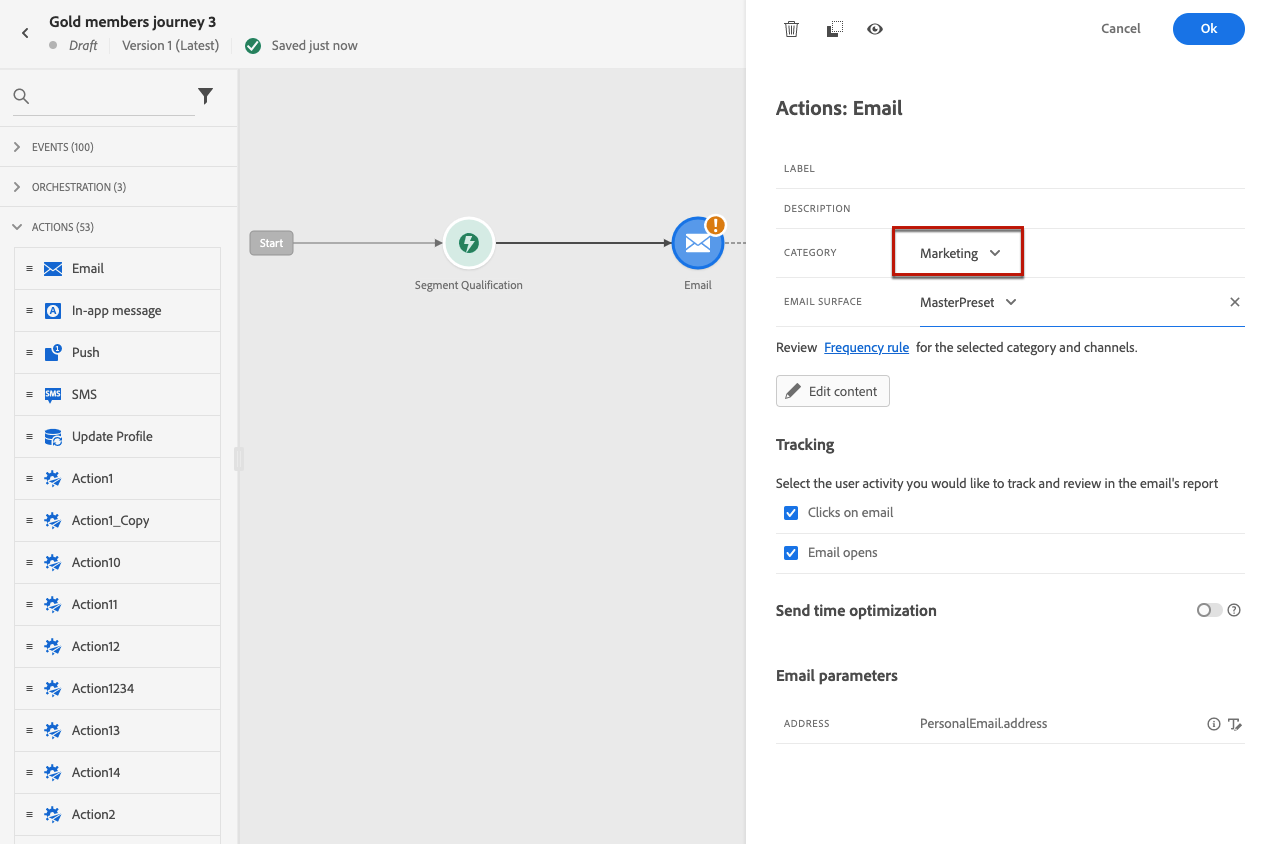 Gold members journey 3
Draft
Version 1 (Latest)
Saved just now
EVENTS (100)
ORCHESTRATION (3)
ACTIONS (53)
Email
In-app message
Push
SMS
SMS
Update Profile
Action1
Action1_Copy
Action10
Action11
Action12
Action1234
Action13
Action14
Action2
Start
Segment Qualification
Email
Cancel
Ok
Actions: Email
LABEL
DESCRIPTION
CATEGORY Marketing
EMAIL SURFACE MasterPreset
Review Frequency rule for the selected category and channels.
Edit content
Tracking
Select the user activity you would like to track and review in the email's report
Clicks on email
Email opens
Send time optimization
Email parameters
ADDRESS PersonalEmail.address